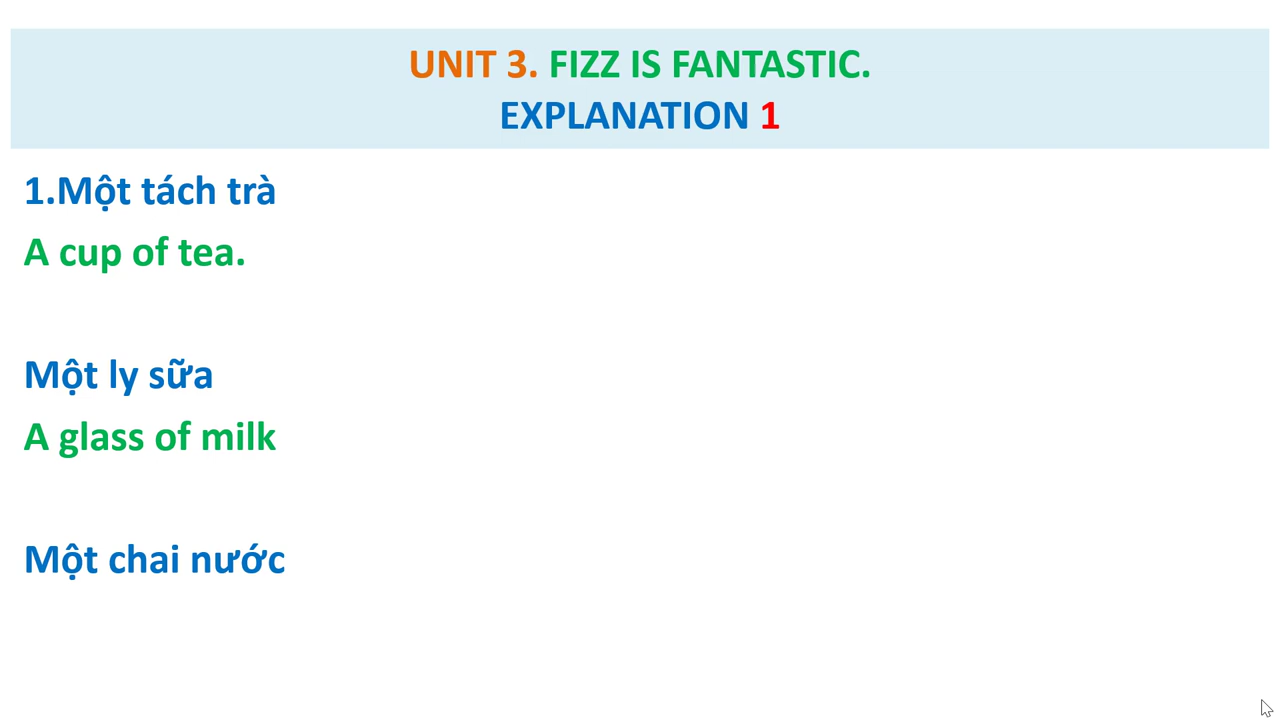 UNIT 3. FIZZ IS FANTASTIC.
EXPLANATION 1
1.Một tách trà
A cup of tea.
Một ly sữa
A glass of milk
Một chai nước